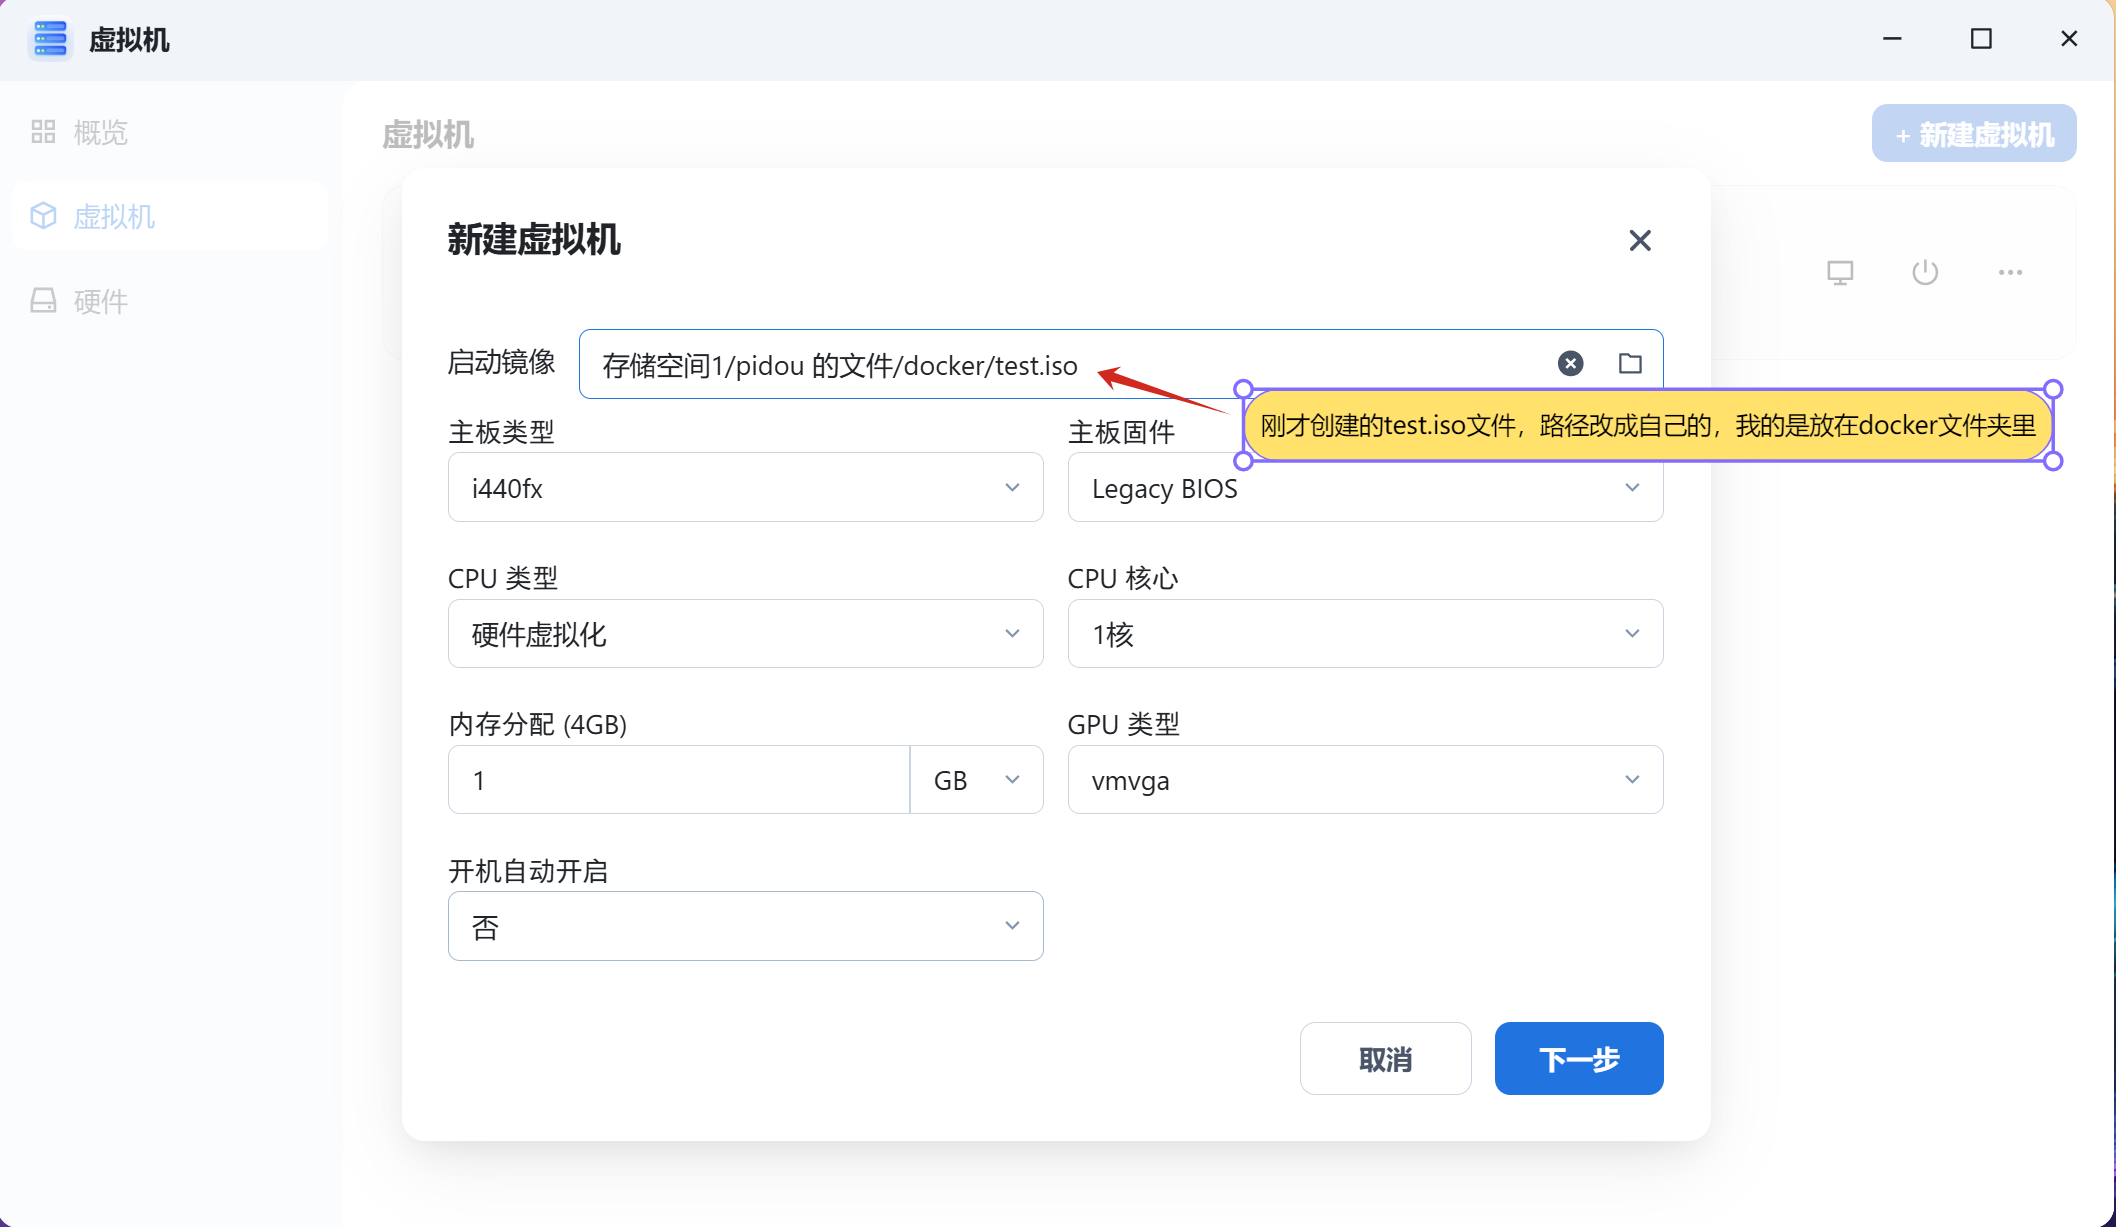 虚拟机
概览
虚拟机
硬件
虚拟机
+ 新建虚拟机
新建虚拟机
启动镜像
存储空间1/pidou 的文件/docker/test.iso
刚才创建的test.iso文件，路径改成自己的，我的是放在docker文件夹里
主板类型
主板固件
i440fx
Legacy BIOS
CPU 类型
CPU 核心
硬件虚拟化
1核
内存分配 (4GB)
GPU 类型
1
GB
vmvga
开机自动开启
否
取消
下一步